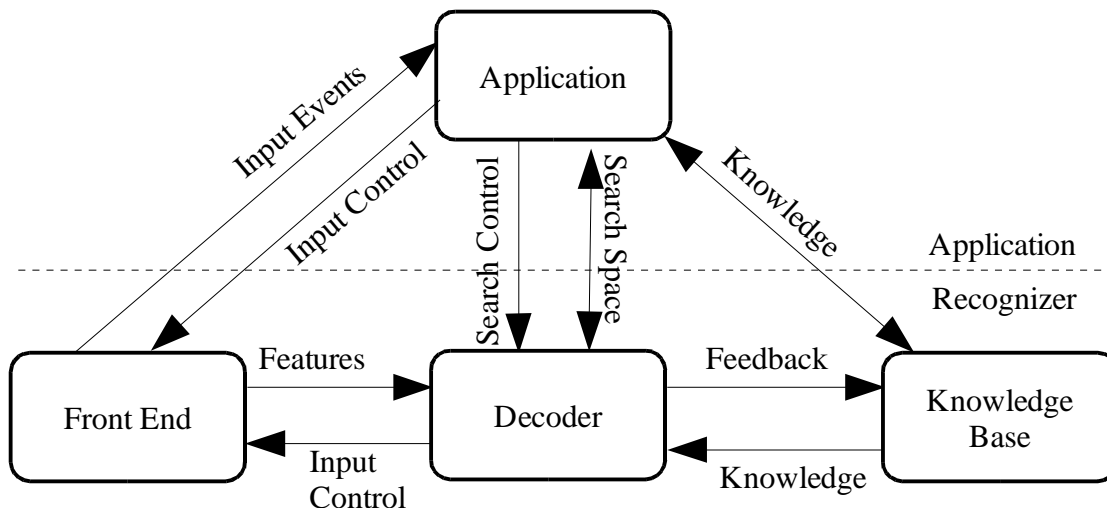 Application
Input Events
Input Control
Search Control
Search Space
Knowledge
Application
Recognizer
Features
Feedback
Front End
Decoder
Knowledge
Base
Input
Control
Knowledge